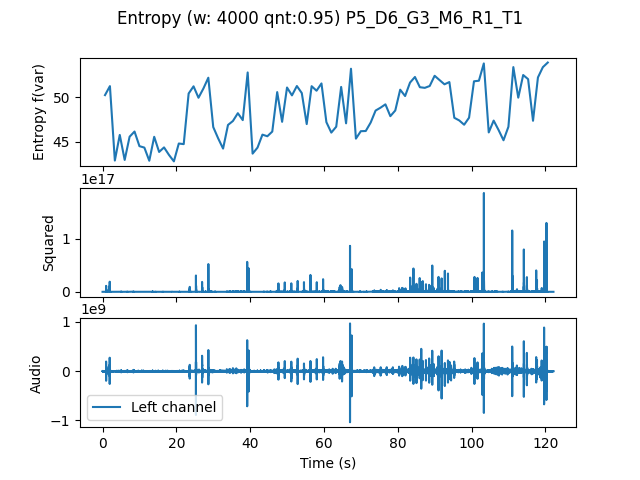 Entropy (w: 4000 qnt:0.95) P5_D6_G3_M6_R1_T1
Entropy f(var)
50
45
1e17
Squared
1
0
1e9
Audio
1
0
−1
Left channel
0 20 40 60 80 100 120
Time (s)